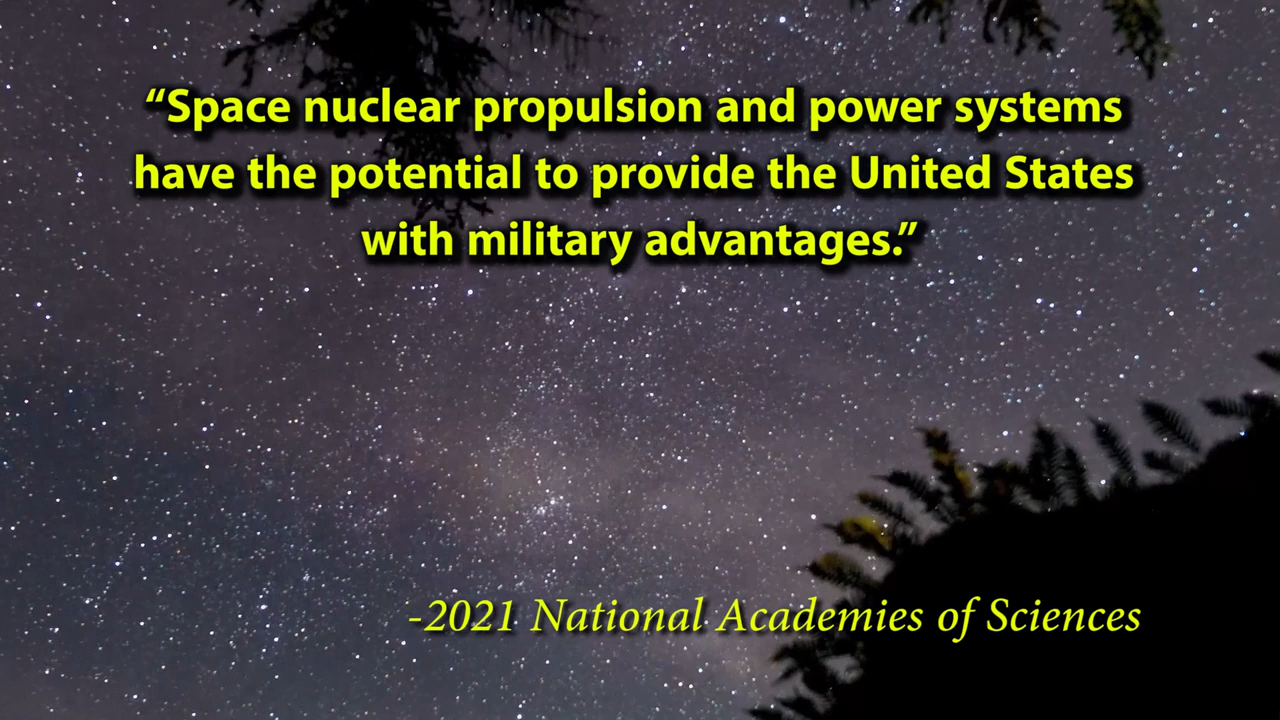 “Space nuclear propulsion and power systems
have the potential to provide the United States
with military advantages.”
-2021 National Academies of Sciences